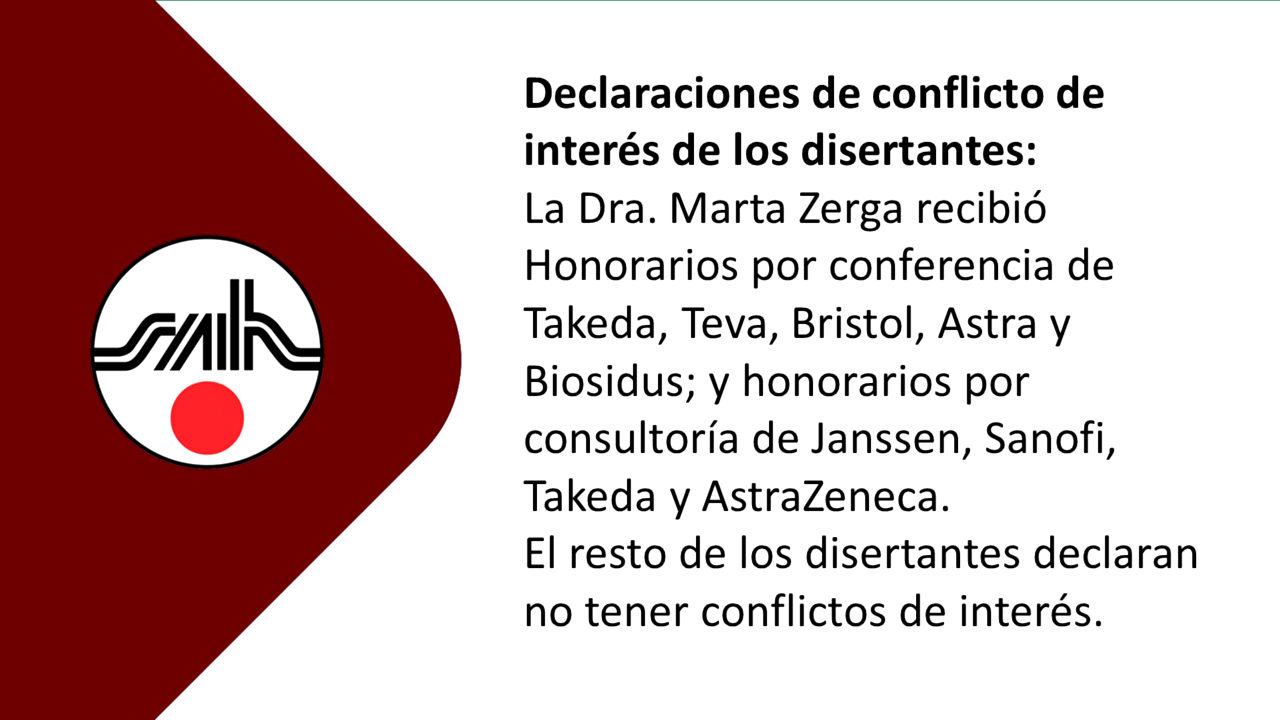 Declaraciones de conflicto de
interés de los disertantes:
La Dra. Marta Zerga recibió
Honorarios por conferencia de
Takeda, Teva, Bristol, Astra y
Biosidus; y honorarios por
consultoría de Janssen, Sanofi,
Takeda y AstraZeneca.
El resto de los disertantes declaran
no tener conflictos de interés.